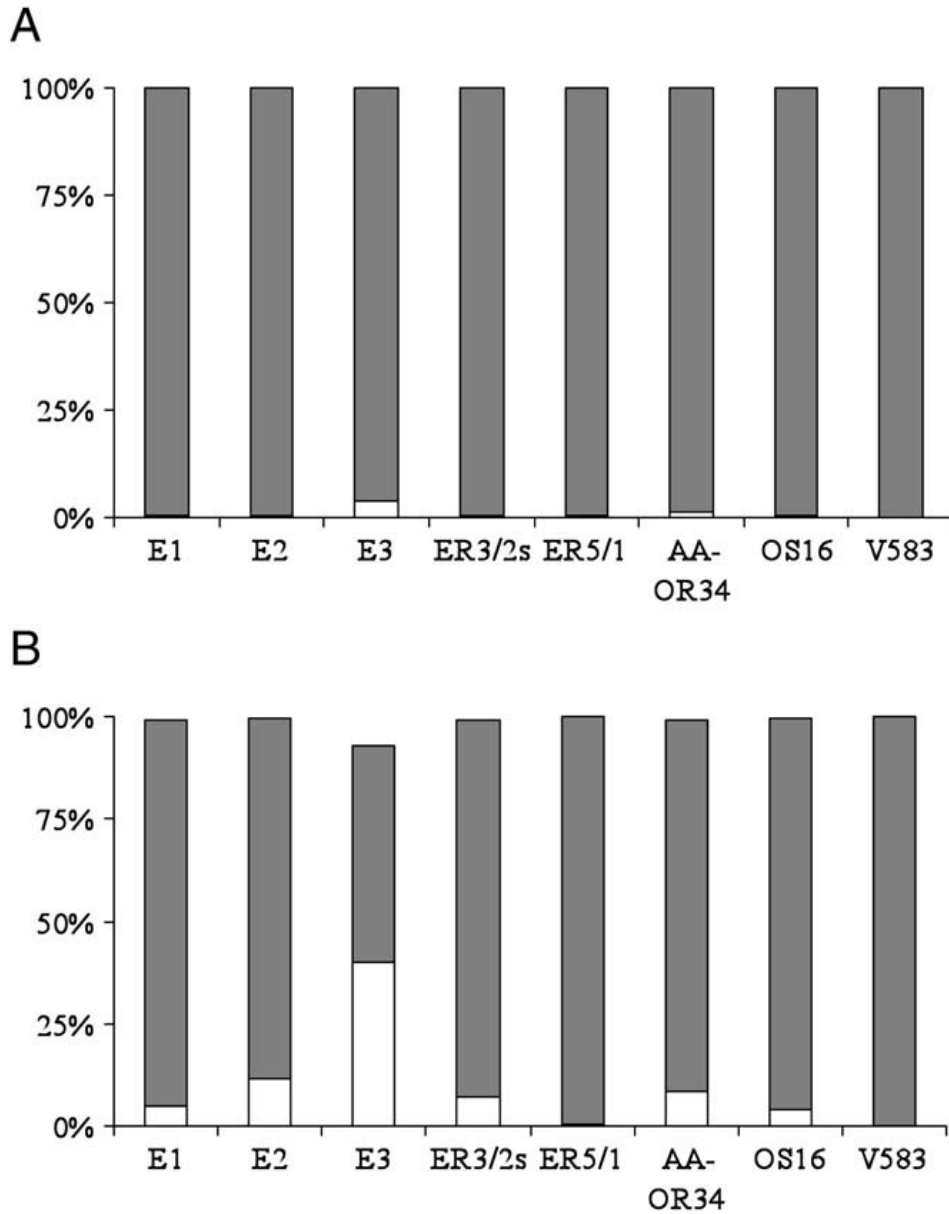 A
100%
75%
50%
25%
0%
E1 E2 E3 ER3/2s ER5/1 AA- OS16 V583
OR34
B
100%
75%
50%
25%
0%
E1 E2 E3 ER3/2s ER5/1 AA- OS16 V583
OR34